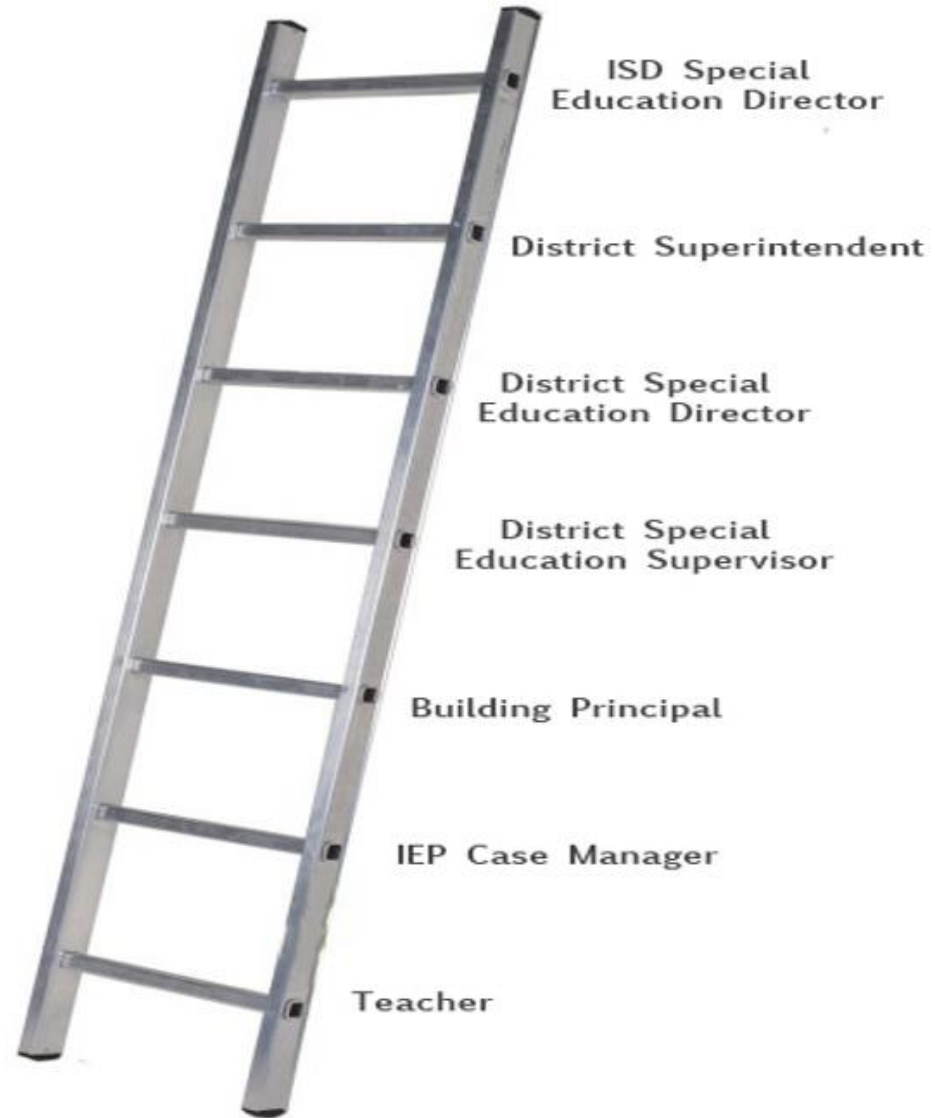 ISD Special
Education Director
District Superintendent
District Special
Education Director
District Special
Education Supervisor
Building Principal
IEP Case Manager
Teacher